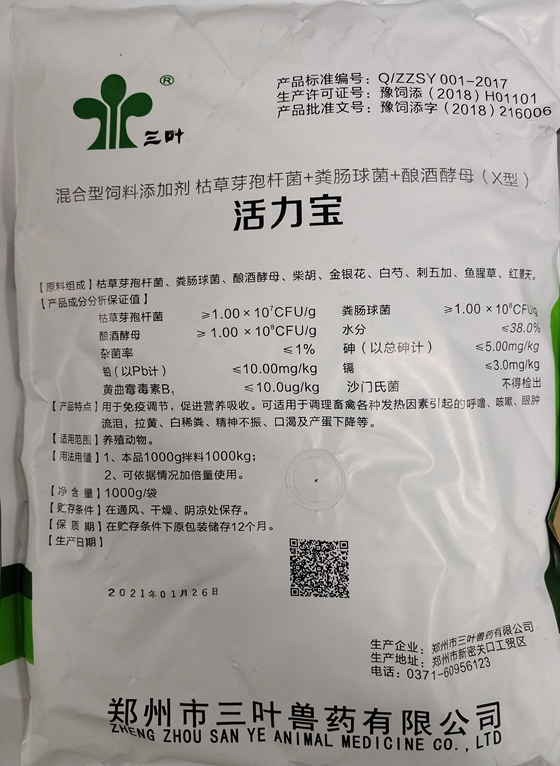 产品标准编号：Q/ZZSY 001-2017
生产许可证号：豫饲添（2018）H01101
产品批准文号：豫饲添字（2018）216006
®
三叶
混合型饲料添加剂 枯草芽孢杆菌+粪肠球菌+酿酒酵母（X型）
活力宝
【原料组成】枯草芽孢杆菌、粪肠球菌、酿酒酵母、柴胡、金银花、白芍、刺五加、鱼腥草、红景天。
【产品成分分析保证值】
枯草芽孢杆菌 ≥1.00×10⁷CFU/g 粪肠球菌 ≥1.00×10⁸CFU/g
酿酒酵母 ≥1.00×10⁸CFU/g 水分 ≤38.0%
杂菌率 ≤1% 砷（以总砷计） ≤5.00mg/kg
铅（以Pb计） ≤10.00mg/kg 镉 ≤3.0mg/kg
黄曲霉毒素B₁ ≤10.0ug/kg 沙门氏菌 不得检出
【产品特点】用于免疫调节，促进营养吸收。可适用于调理畜禽各种发热因素引起的呼噜、咳嗽、眼肿
流泪，拉黄、白稀粪、精神不振、口渴及产蛋下降等。
【适用范围】养殖动物。
【用法用量】1、本品1000g拌料1000kg；
2、可依据情况加倍量使用。
【净 含 量】1000g/袋
【贮存条件】在通风、干燥、阴凉处保存。
【保 质 期】在贮存条件下原包装储存12个月。
【生产日期】
2021年01月26日
生产企业：郑州市三叶兽药有限公司
生产地址：郑州市新密关口工贸区
电话：0371-60956123
郑州市三叶兽药有限公司
ZHENG ZHOU SAN YE ANIMAL MEDICINE CO.,LTD